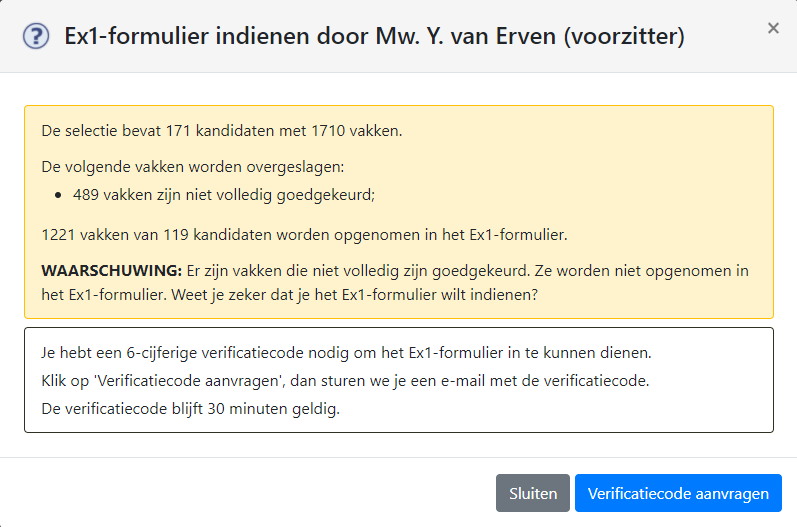 Ex1-formulier indienen door Mw. Y. van Erven (voorzitter)
De selectie bevat 171 kandidaten met 1710 vakken.
De volgende vakken worden overgeslagen:
• 489 vakken zijn niet volledig goedgekeurd;
1221 vakken van 119 kandidaten worden opgenomen in het Ex1-formulier.
WAARSCHUWING: Er zijn vakken die niet volledig zijn goedgekeurd. Ze worden niet opgenomen in
het Ex1-formulier. Weet je zeker dat je het Ex1-formulier wilt indienen?
Je hebt een 6-cijferige verificatiecode nodig om het Ex1-formulier in te kunnen dienen.
Klik op 'Verificatiecode aanvragen', dan sturen we je een e-mail met de verificatiecode.
De verificatiecode blijft 30 minuten geldig.
Sluiten
Verificatiecode aanvragen